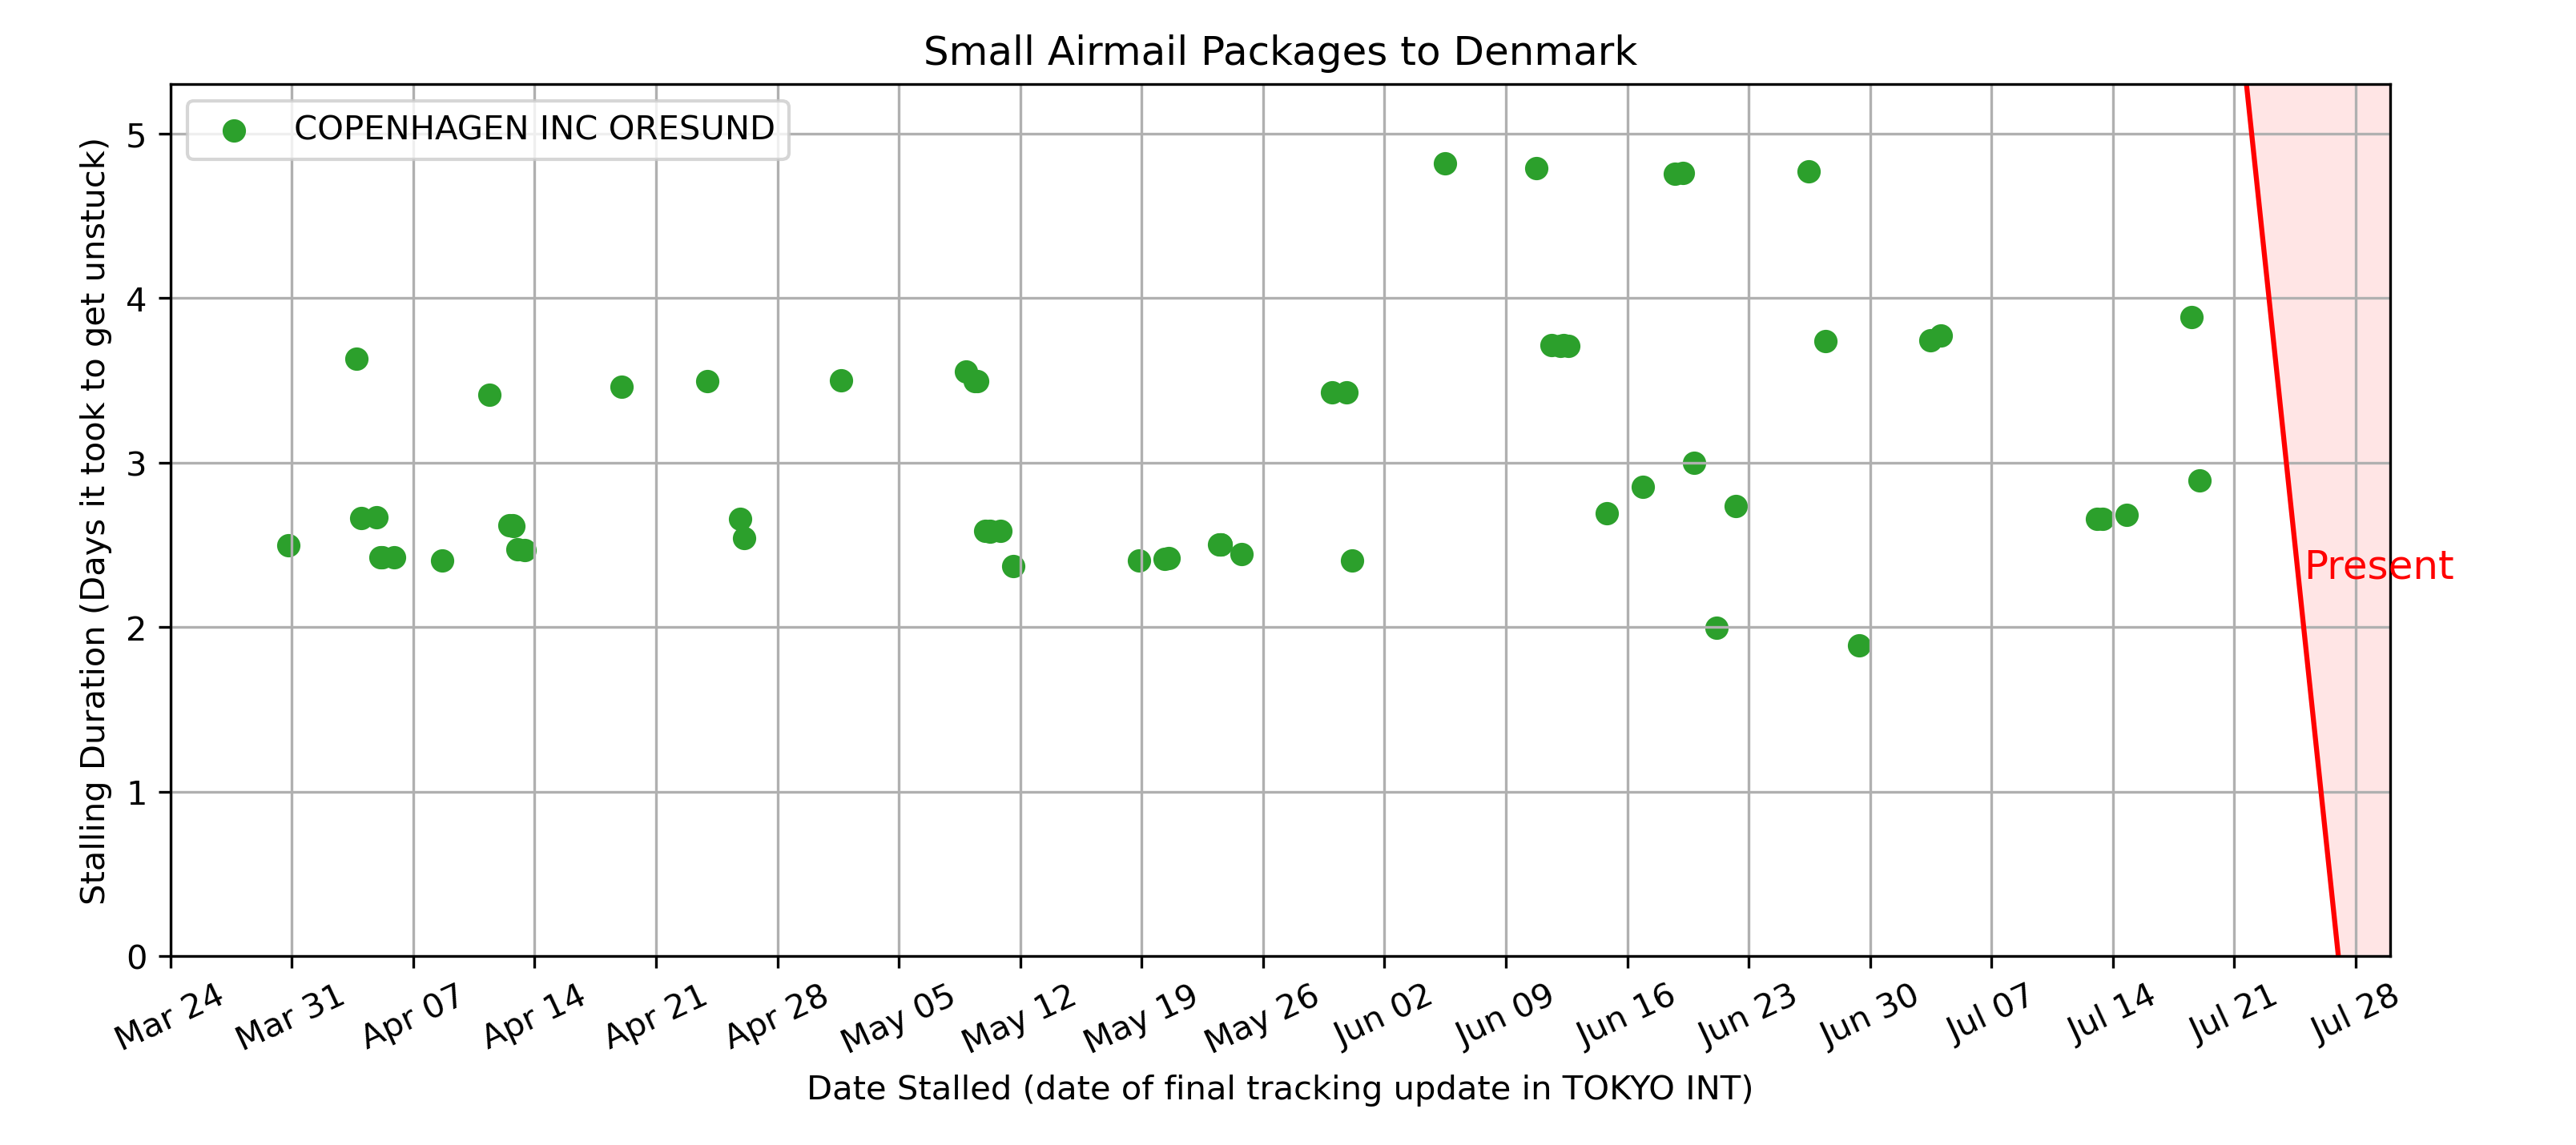 Small Airmail Packages to Denmark
COPENHAGEN INC ORESUND
Stalling Duration (Days it took to get unstuck)
5
4
3
2
1
0
Present
Mar 24
Mar 31
Apr 07
Apr 14
Apr 21
Apr 28
May 05
May 12
May 19
May 26
Jun 02
Jun 09
Jun 16
Jun 23
Jun 30
Jul 07
Jul 14
Jul 21
Jul 28
Date Stalled (date of final tracking update in TOKYO INT)